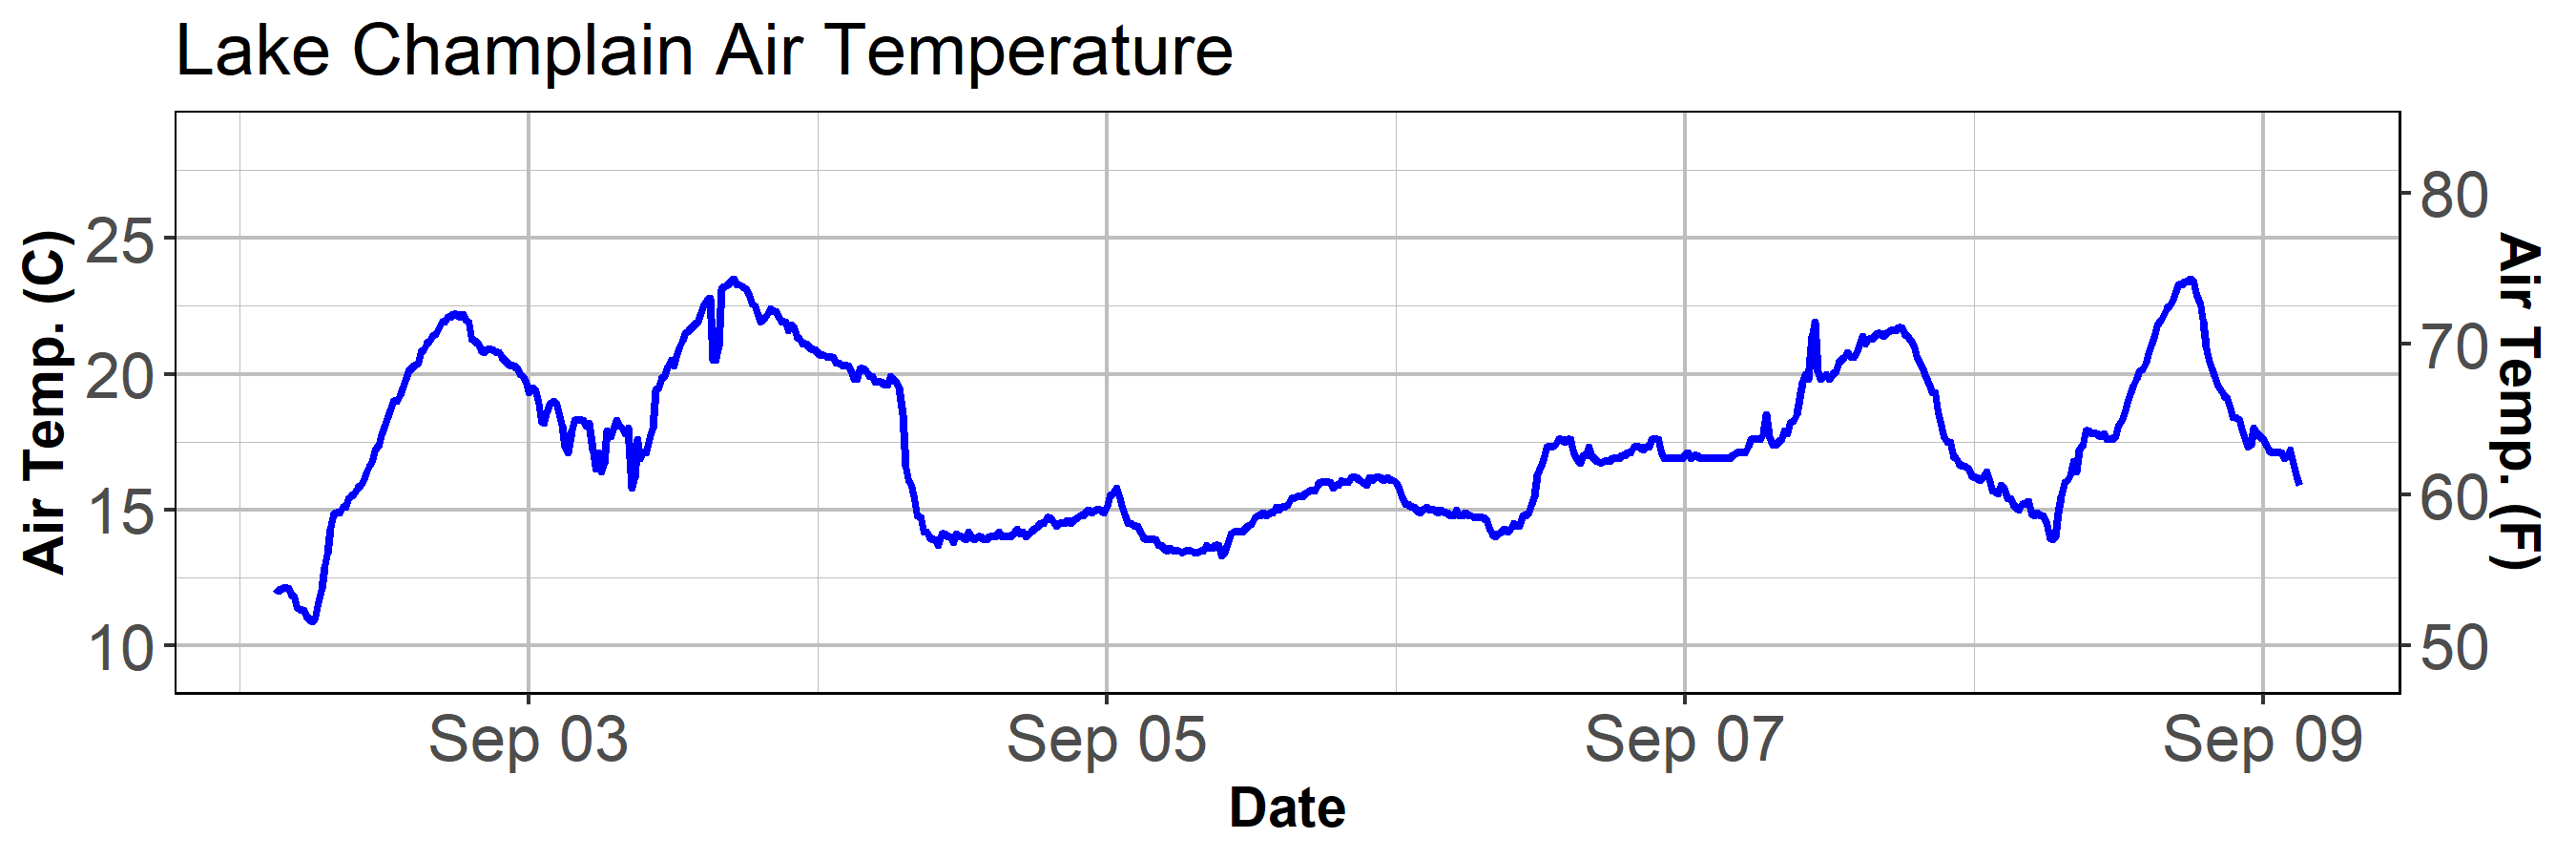 Lake Champlain Air Temperature
Air Temp. (C)
25
20
15
10
80
70
60
50
Air Temp. (F)
Sep 03 Sep 05 Sep 07 Sep 09
Date